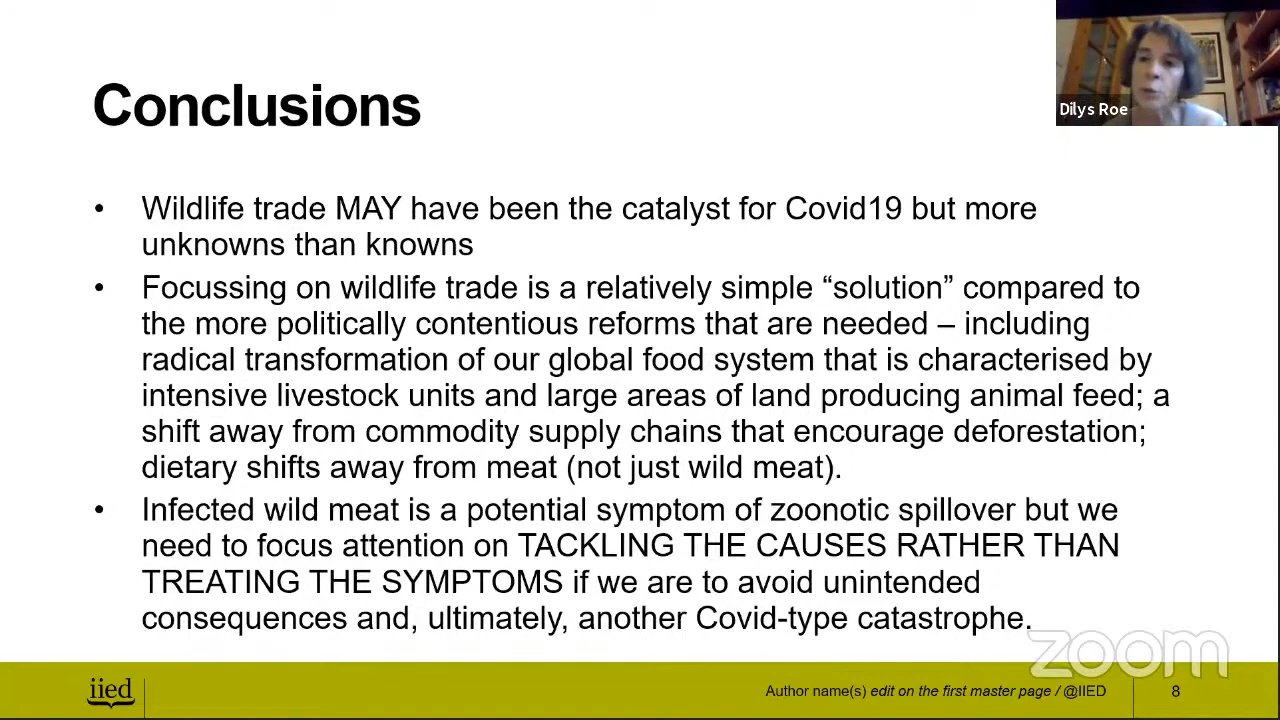 Conclusions
Dilys Roe
• Wildlife trade MAY have been the catalyst for Covid19 but more
unknowns than knowns
• Focussing on wildlife trade is a relatively simple “solution” compared to
the more politically contentious reforms that are needed – including
radical transformation of our global food system that is characterised by
intensive livestock units and large areas of land producing animal feed; a
shift away from commodity supply chains that encourage deforestation;
dietary shifts away from meat (not just wild meat).
• Infected wild meat is a potential symptom of zoonotic spillover but we
need to focus attention on TACKLING THE CAUSES RATHER THAN
TREATING THE SYMPTOMS if we are to avoid unintended
consequences and, ultimately, another Covid-type catastrophe.
zoom
iied
Author name(s) edit on the first master page / @IIED
8